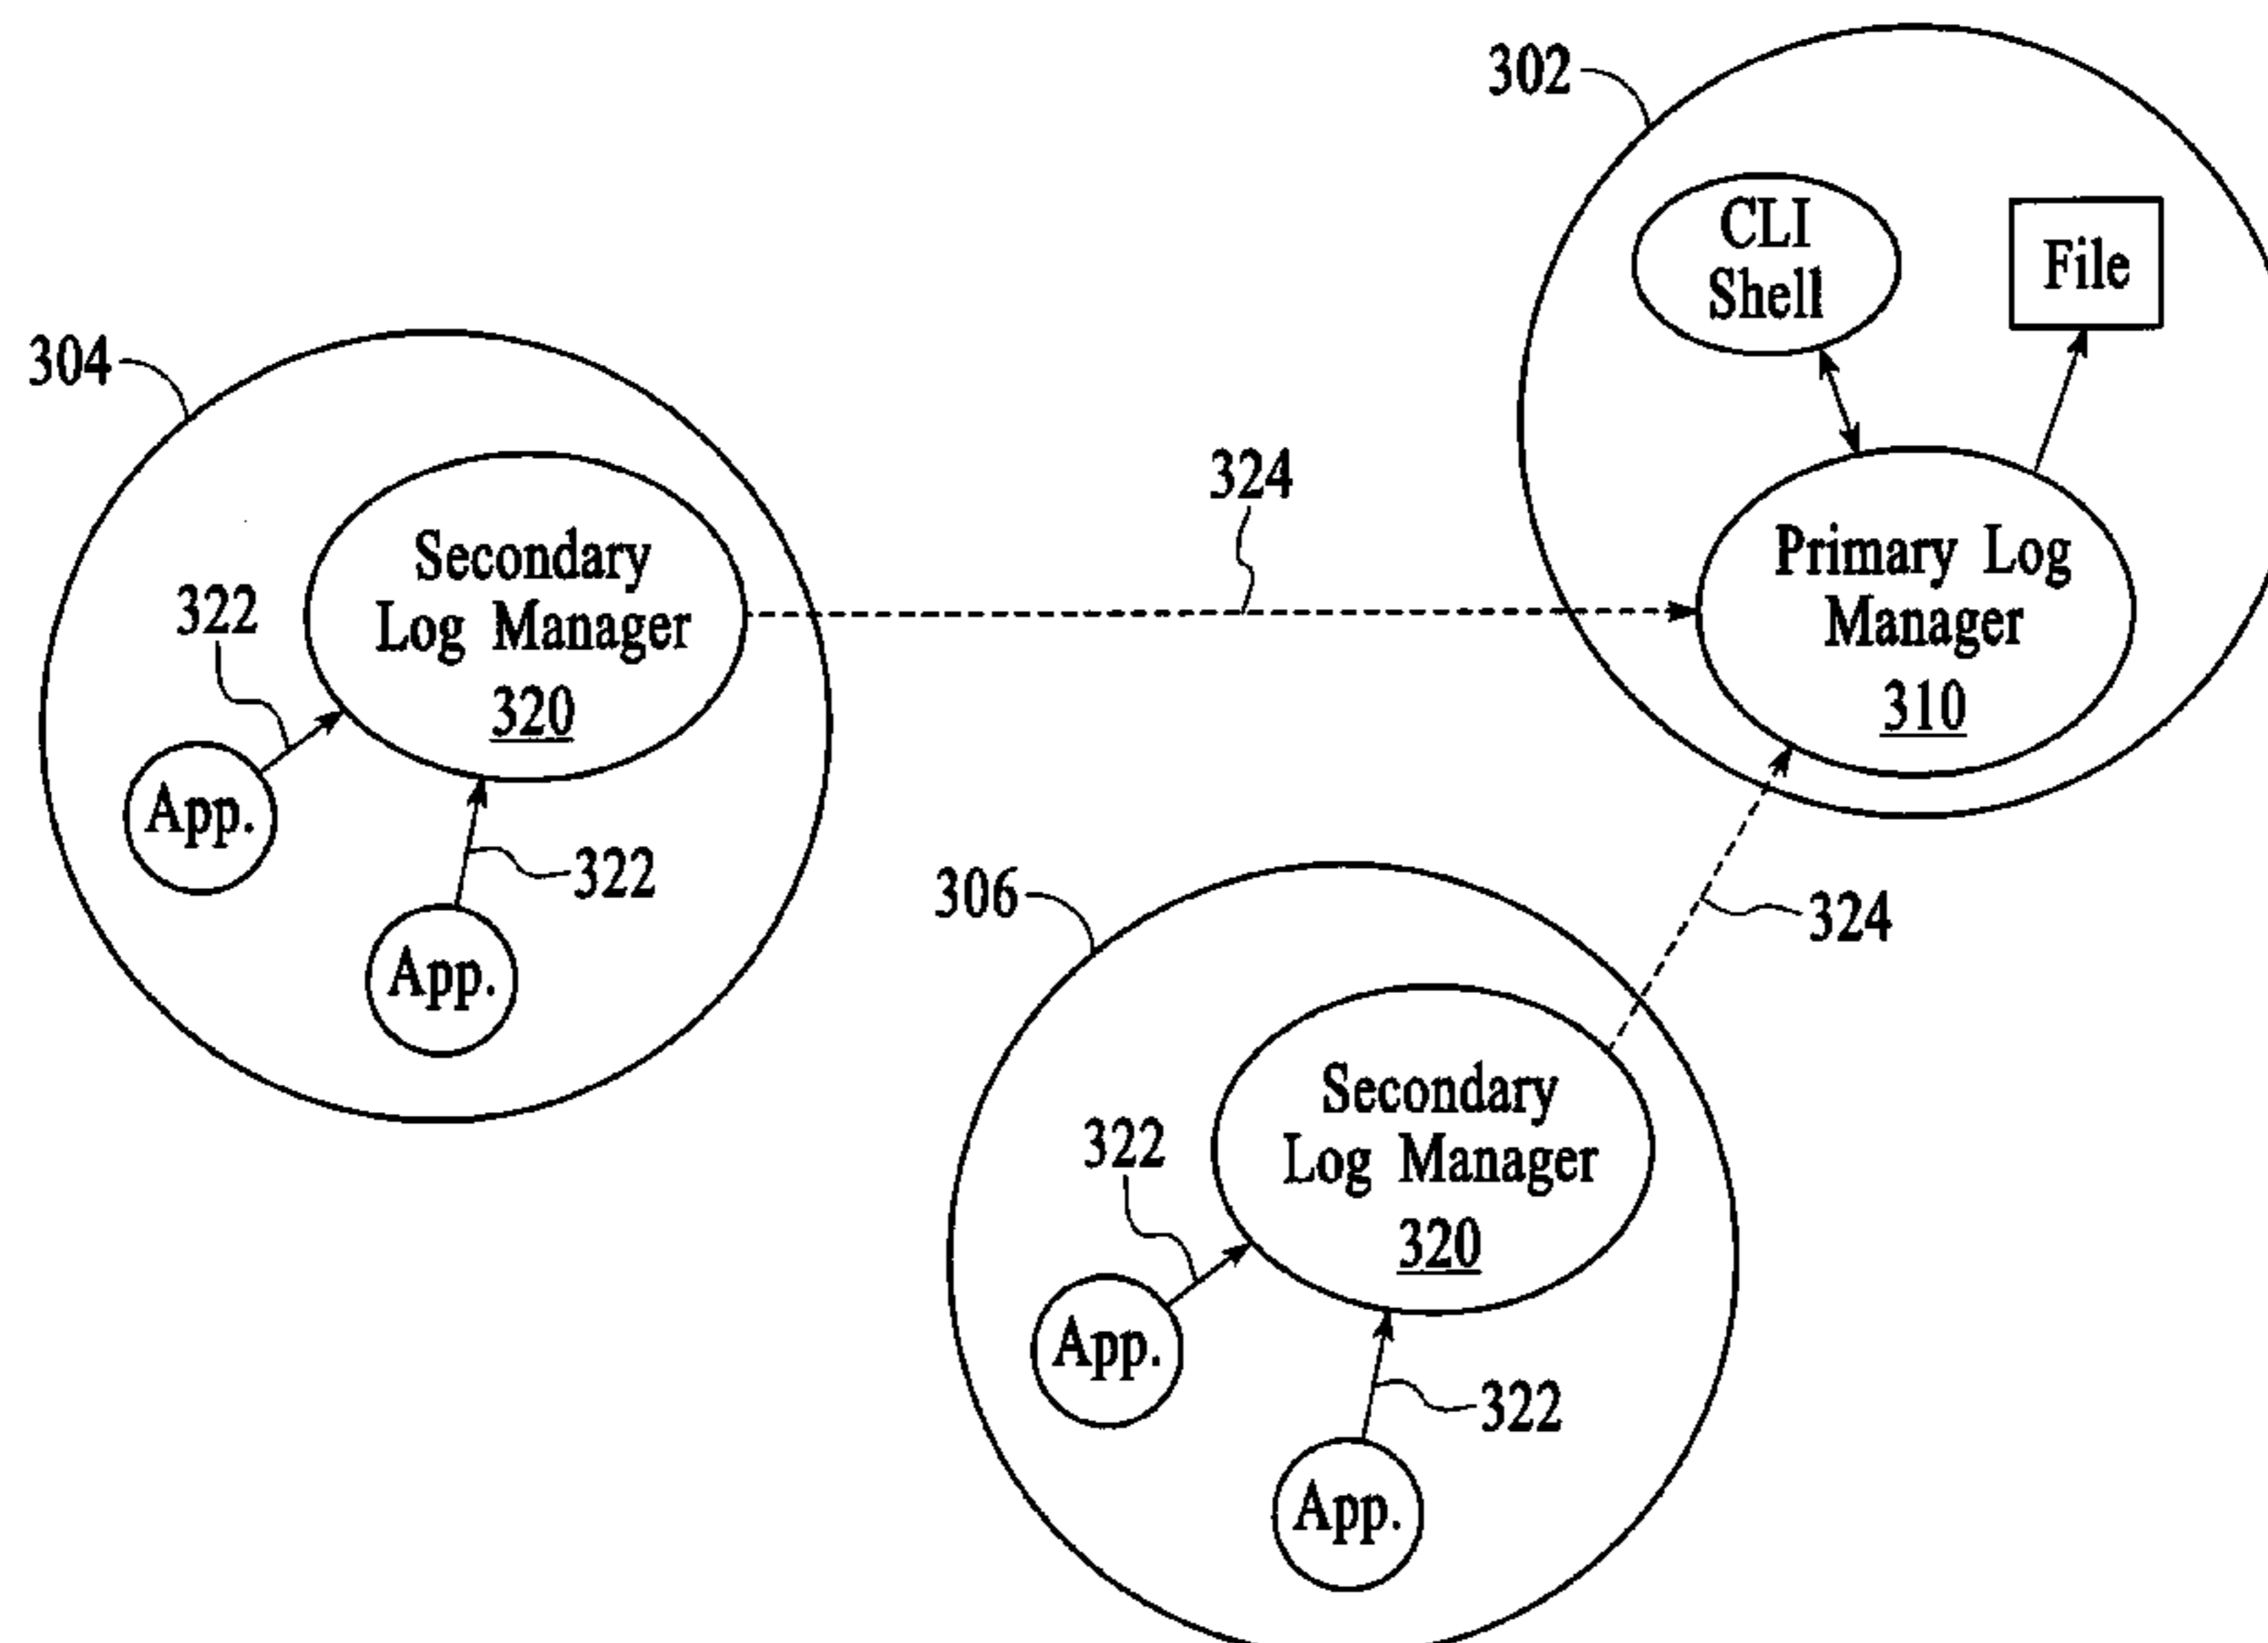 302
CLI
Shell
File
304
324
Primary Log
Manager
310
Secondary
Log Manager
320
322
App.
322
App.
306
324
Secondary
Log Manager
320
322
App.
322
App.